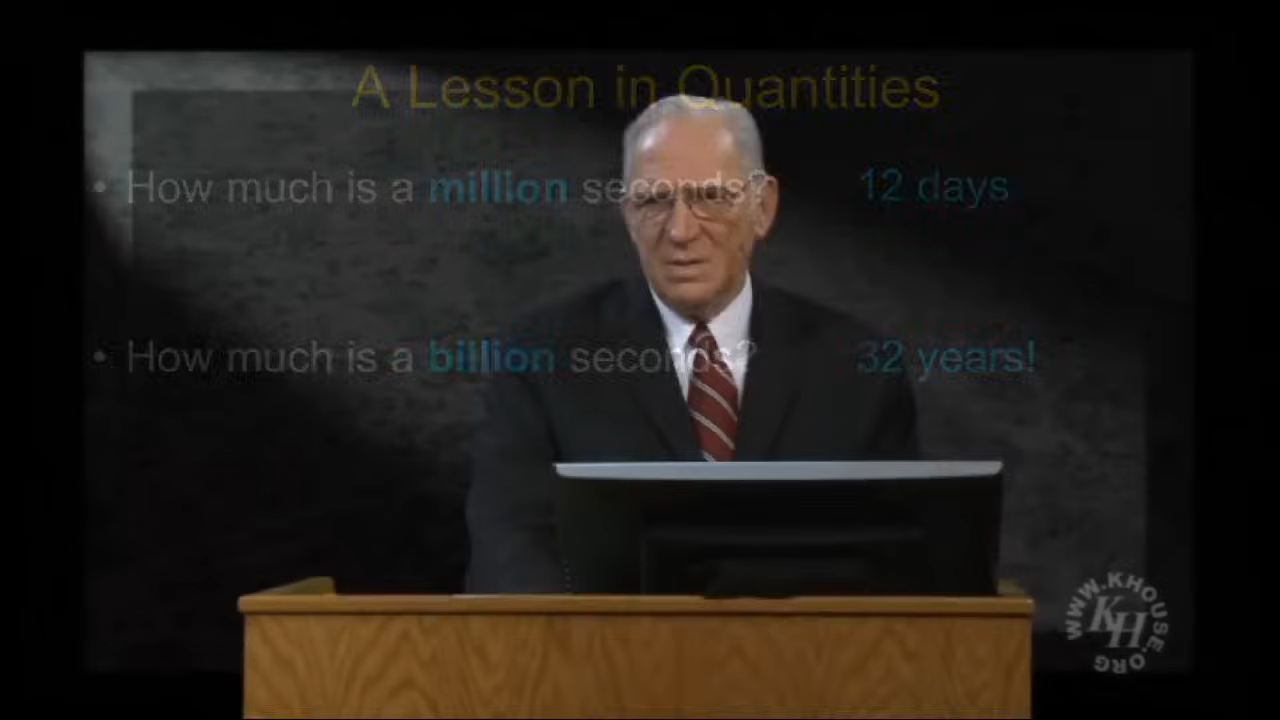 A Lesson in Quantities
• How much is a million seconds? 12 days
• How much is a billion seconds? 32 years!
WWW.KHOUSE.ORG
KH